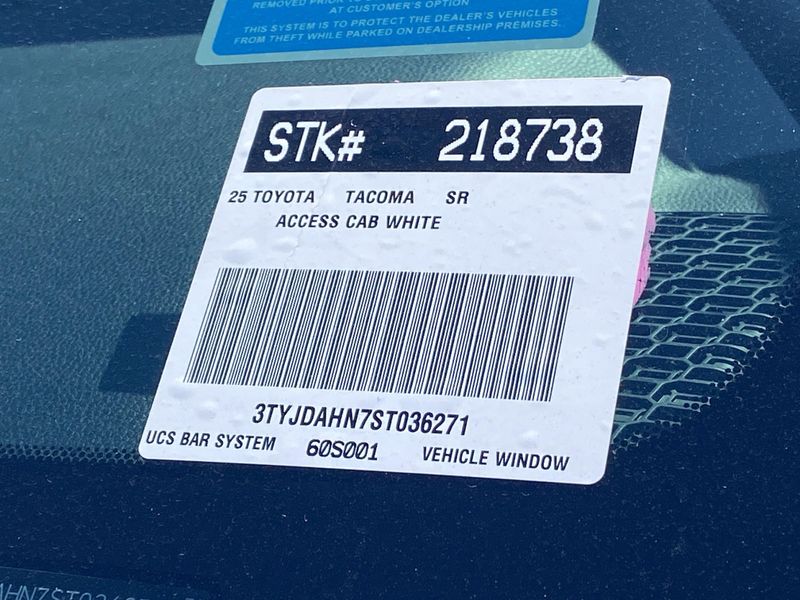 REMOVED PRIOR TO
AT CUSTOMER'S OPTION
THIS SYSTEM IS TO PROTECT THE DEALER'S VEHICLES
FROM THEFT WHILE PARKED ON DEALERSHIP PREMISES.
STK# 218738
25 TOYOTA TACOMA SR
ACCESS CAB WHITE
3TYJDAHN7ST036271
UCS BAR SYSTEM 60S001 VEHICLE WINDOW